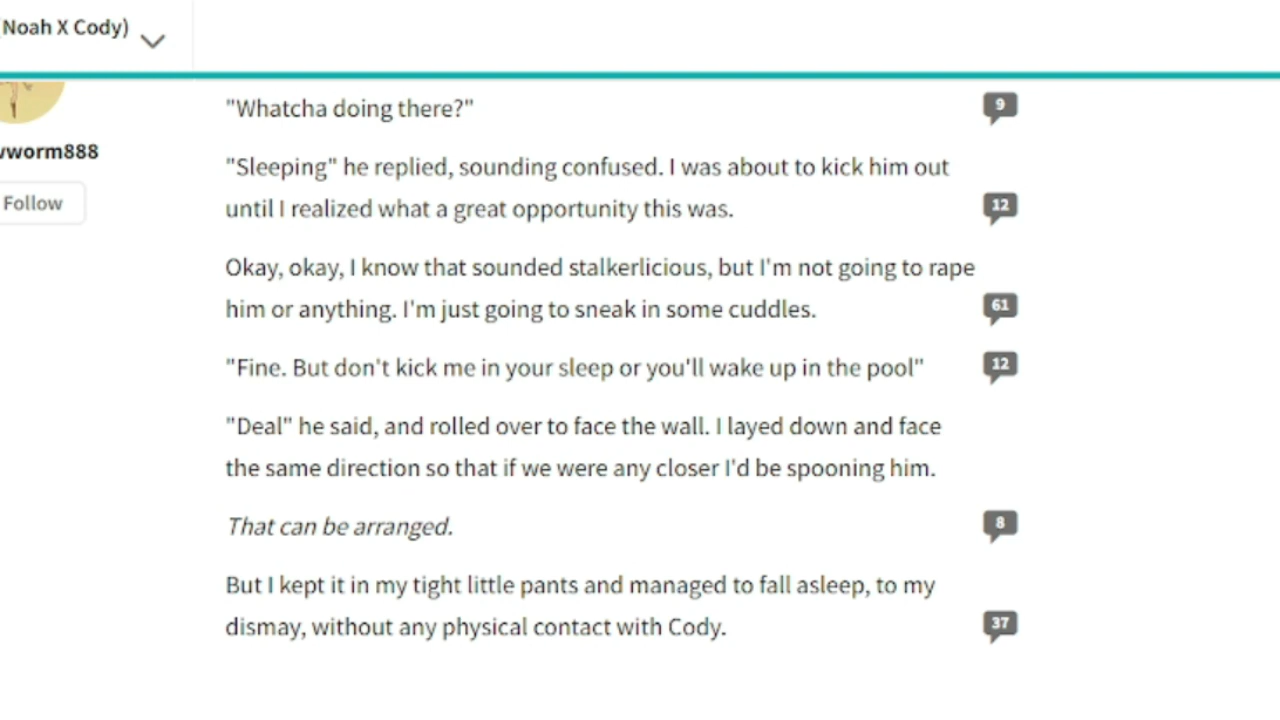 Noah X Cody)
"Whatcha doing there?"
9
worm888
"Sleeping" he replied, sounding confused. I was about to kick him out
Follow
until I realized what a great opportunity this was.
12
Okay, okay, I know that sounded stalkerlicious, but I'm not going to rape
him or anything. I'm just going to sneak in some cuddles.
61
"Fine. But don't kick me in your sleep or you'll wake up in the pool"
12
"Deal" he said, and rolled over to face the wall. I layed down and face
the same direction so that if we were any closer I'd be spooning him.
That can be arranged.
8
But I kept it in my tight little pants and managed to fall asleep, to my
dismay, without any physical contact with Cody.
37